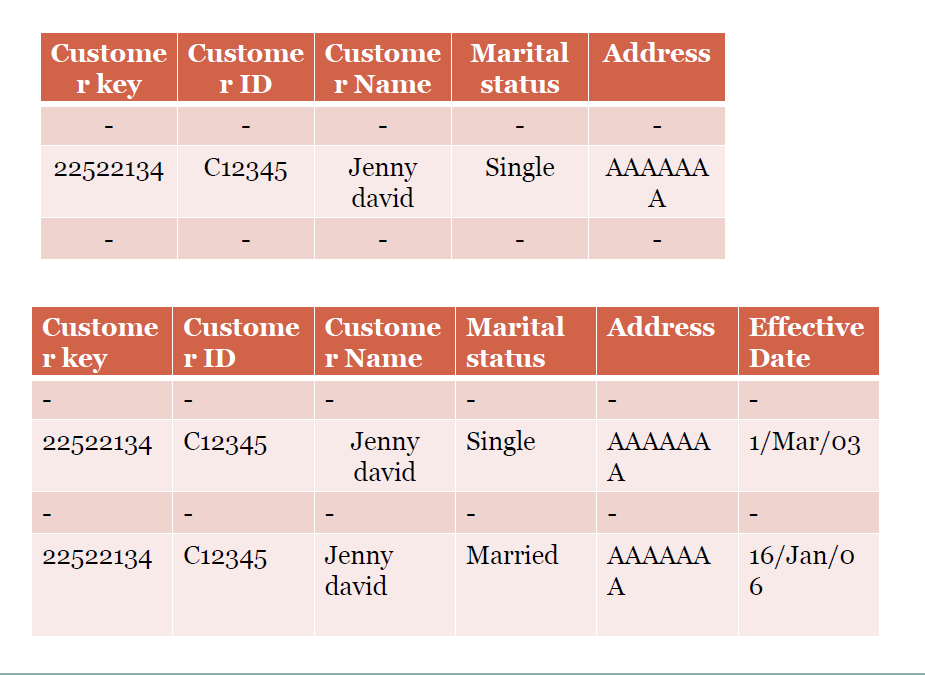 Custome Custome Custome Marital Address
r key r ID r Name status
- - - - -
22522134 C12345 Jenny Single AAAAAA
david A
- - - - -
Custome Custome Custome Marital Address Effective
r key r ID r Name status Date
- - - - - -
22522134 C12345 Jenny Single AAAAAA 1/Mar/03
david A
- - - - - -
22522134 C12345 Jenny Married AAAAAA 16/Jan/0
david A 6